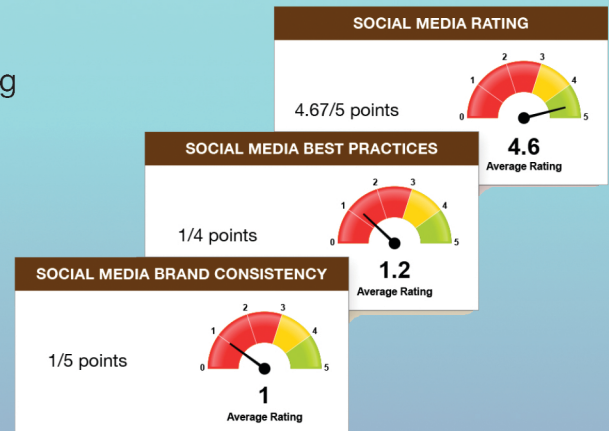 g
SOCIAL MEDIA RATING
4.67/5 points
0 1 2 3 4 5
4.6
Average Rating
SOCIAL MEDIA BEST PRACTICES
1/4 points
0 1 2 3 4 5
1.2
Average Rating
SOCIAL MEDIA BRAND CONSISTENCY
1/5 points
0 1 2 3 4 5
1
Average Rating